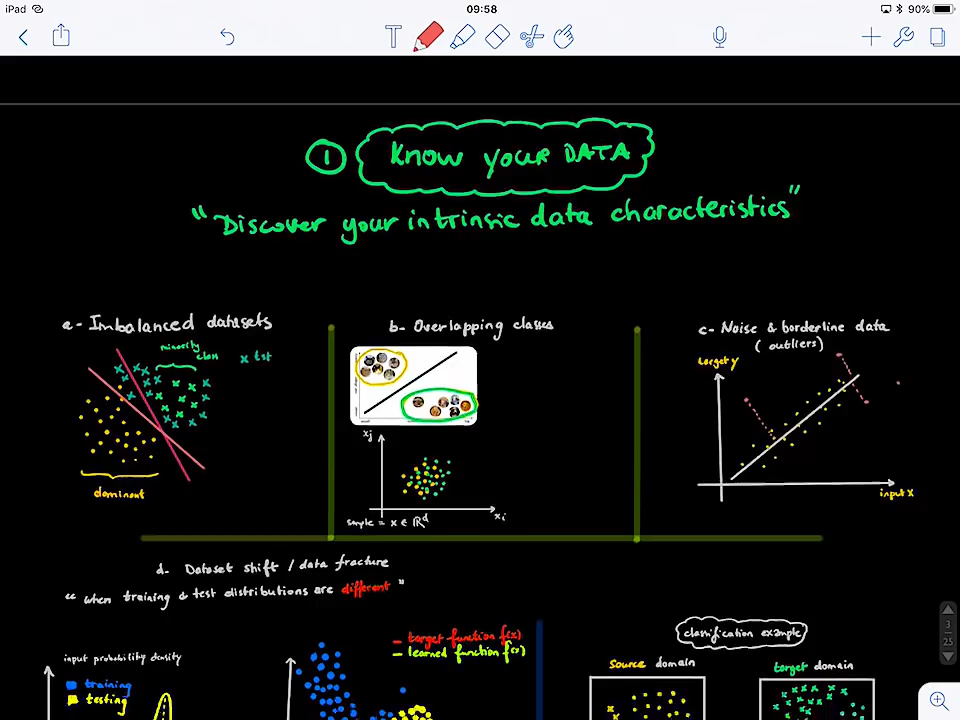 iPad
09:58
90%
T
1
Know your DATA
"Discover your intrinsic data characteristics"
a- Imbalanced datasets
minority class
x tst
dominant
b- Overlapping classes
xj
xi
sample = x ∈ ℝᵈ
c- Noise & borderline data
(outliers)
target y
input x
d. Dataset shift / data fracture
"when training & test distributions are different"
input probability density
training
testing
target function f(x)
learned function f(x)
classification example
Source domain
target domain
3
25